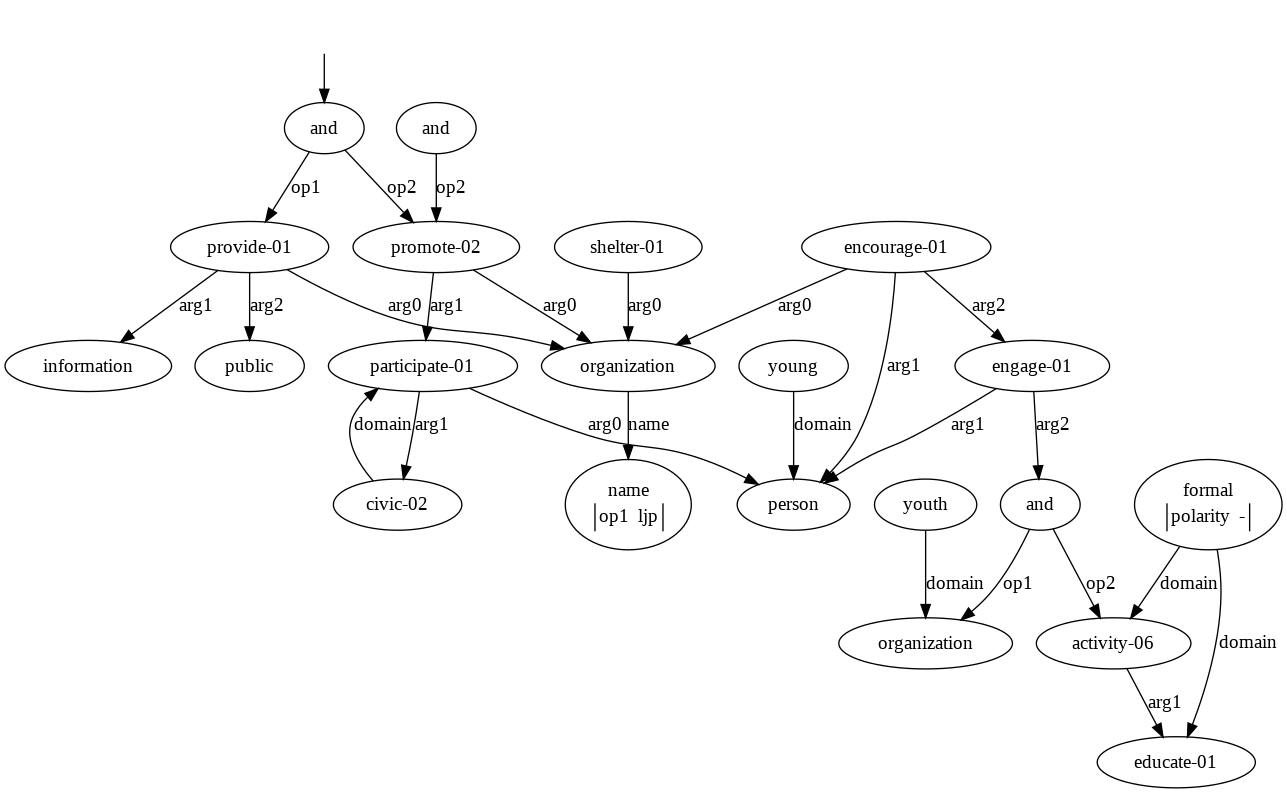 and
and
op1
op2
op2
provide-01
promote-02
shelter-01
encourage-01
arg1
arg2
arg0
arg1
arg0
arg0
arg0
arg2
information
public
participate-01
organization
young
engage-01
arg1
domain
arg1
arg0
name
domain
arg1
arg2
civic-02
name
op1 ljp
person
youth
and
formal
polarity -
domain
op1
op2
domain
organization
activity-06
domain
arg1
educate-01